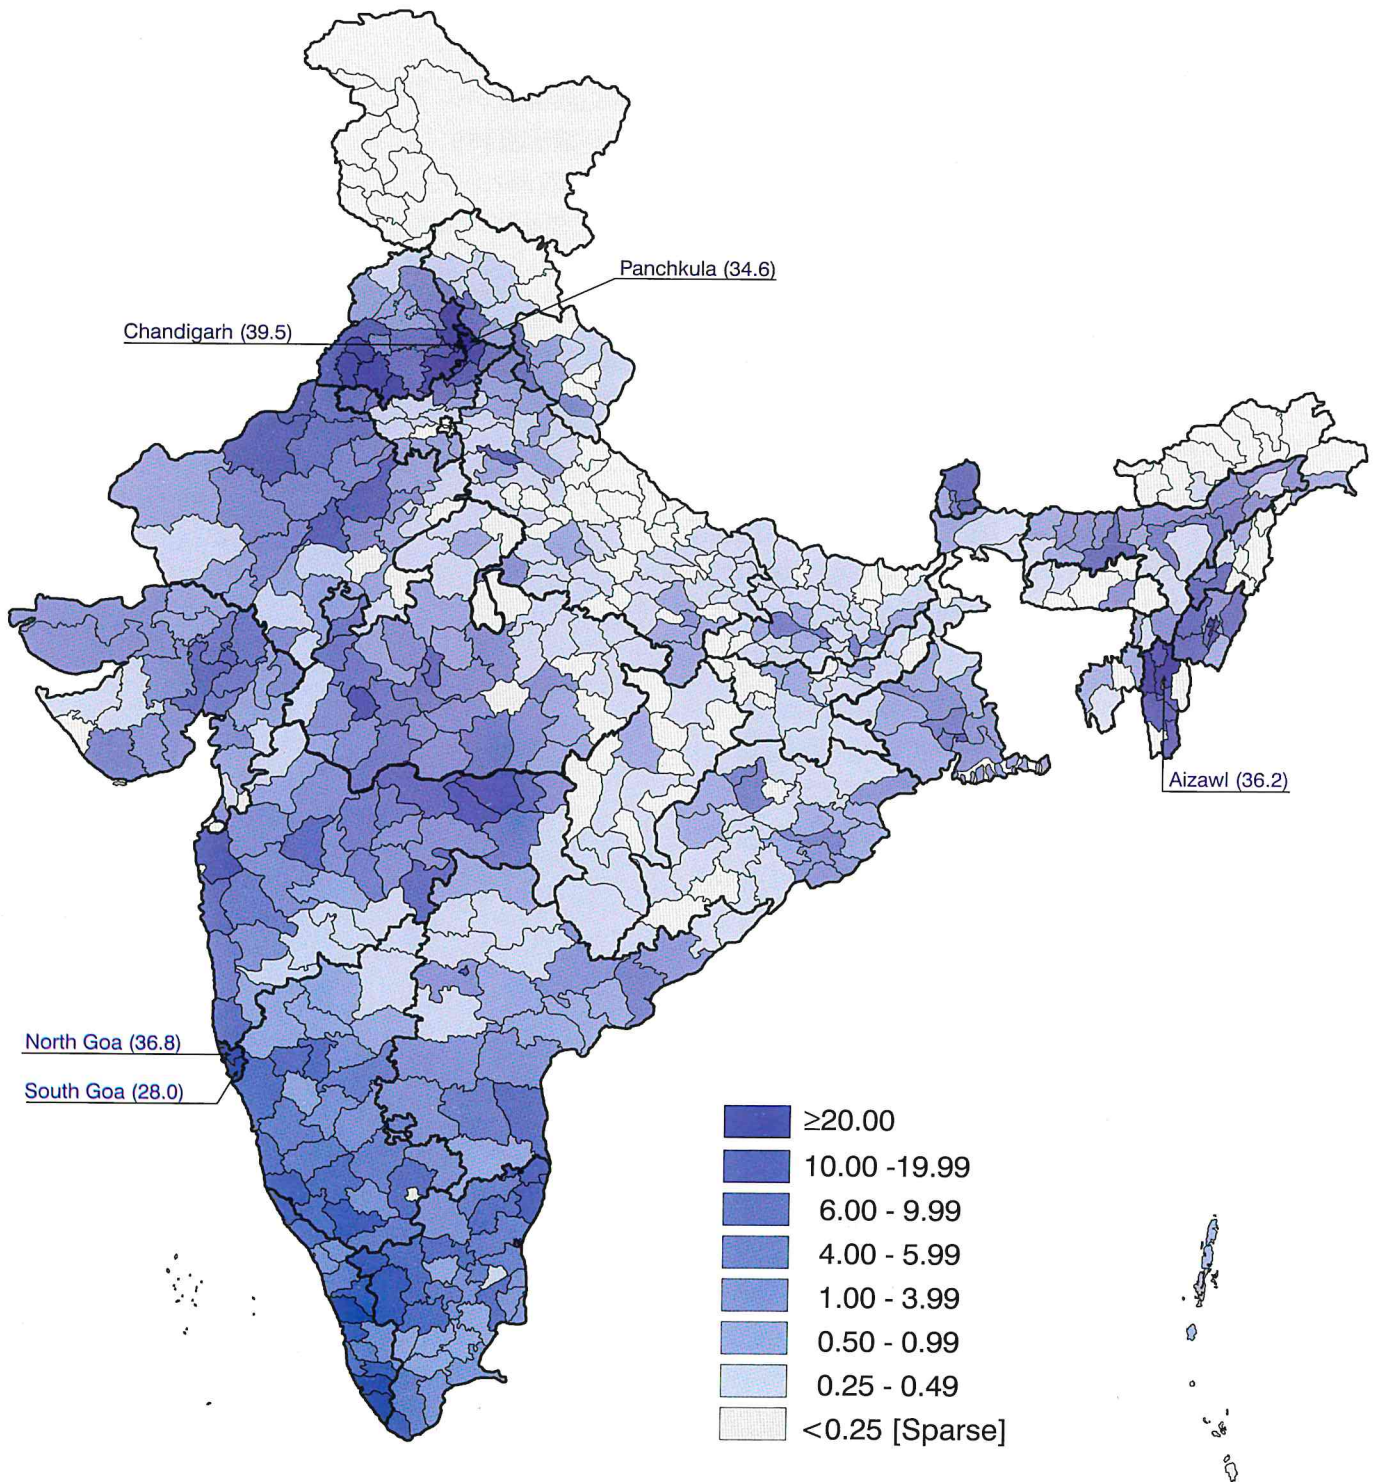 Panchkula (34.6)
Chandigarh (39.5)
Aizawl (36.2)
North Goa (36.8)
South Goa (28.0)
≥20.00
10.00 -19.99
6.00 - 9.99
4.00 - 5.99
1.00 - 3.99
0.50 - 0.99
0.25 - 0.49
<0.25 [Sparse]